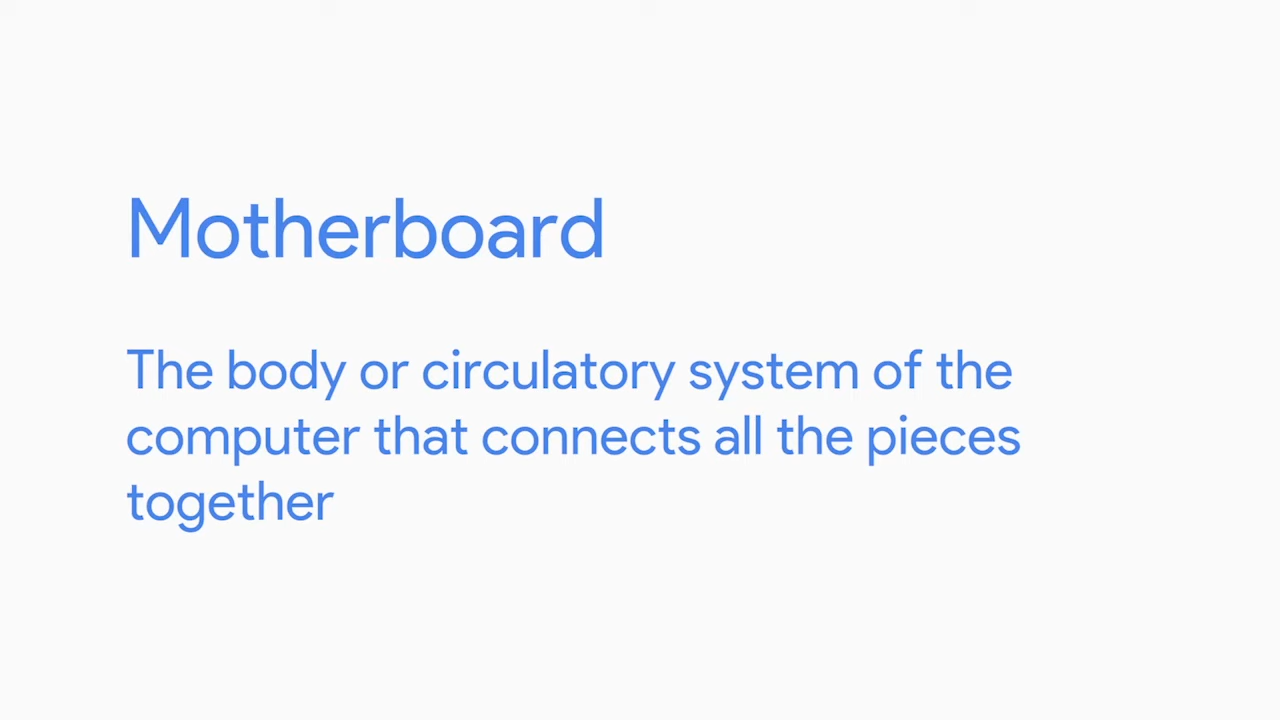 Motherboard
The body or circulatory system of the
computer that connects all the pieces
together